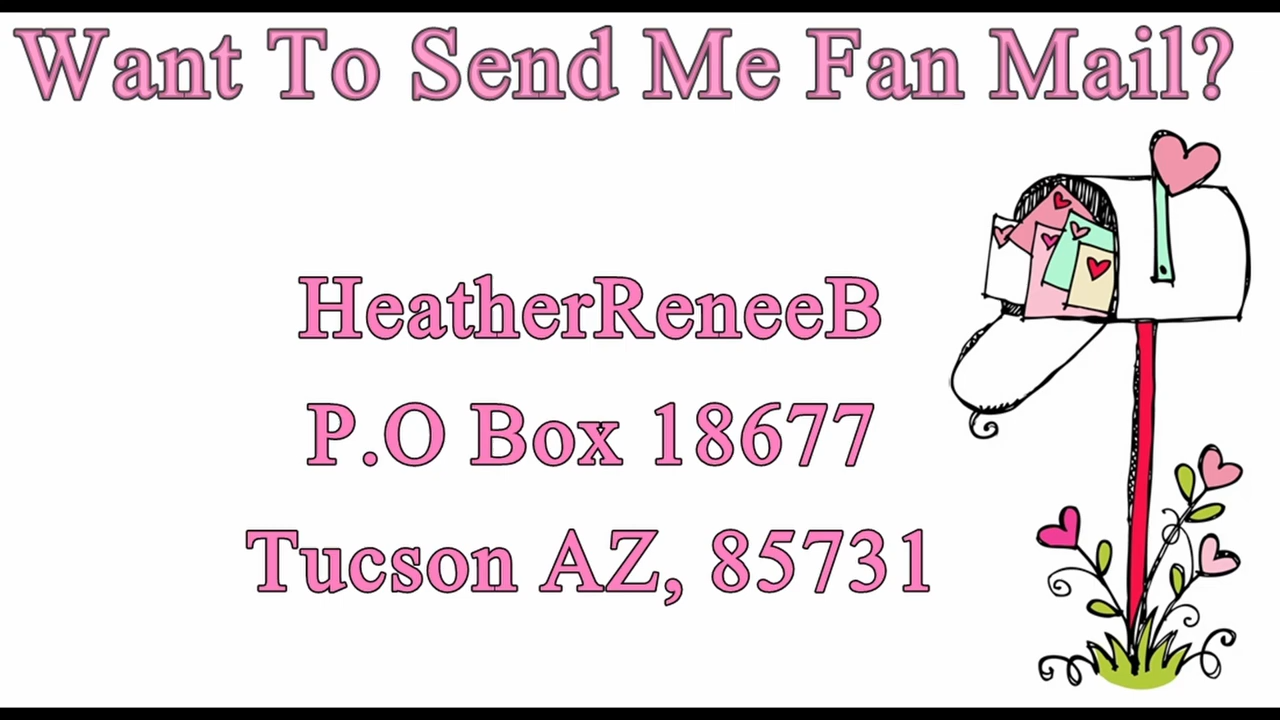 Want To Send Me Fan Mail?
HeatherReneeB
P.O Box 18677
Tucson AZ, 85731